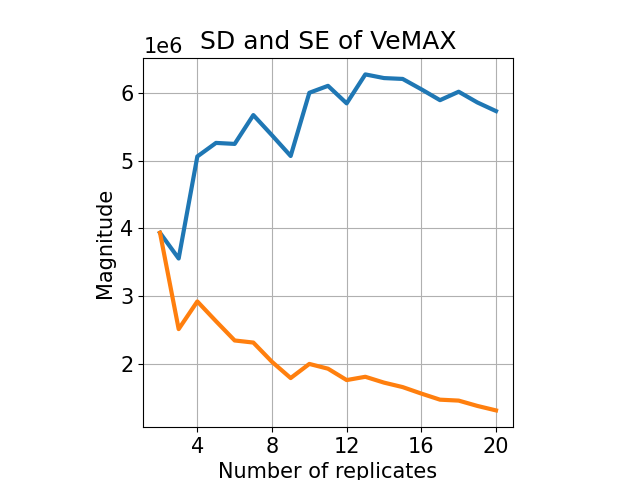 SD and SE of VeMAX
1e6
6
5
4
3
2
Magnitude
4 8 12 16 20
Number of replicates